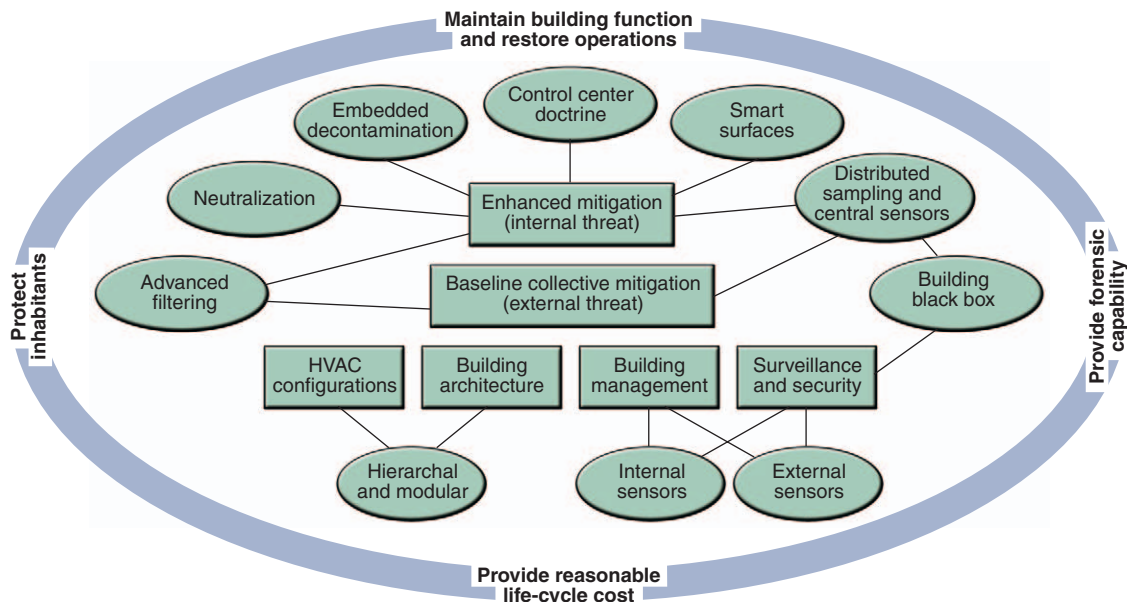 Maintain building function
and restore operations
Control center
doctrine
Embedded
decontamination
Smart
surfaces
Neutralization
Enhanced mitigation
(internal threat)
Distributed
sampling and
central sensors
Advanced
filtering
Baseline collective mitigation
(external threat)
Building
black box
Protect
inhabitants
Provide forensic
capability
HVAC
configurations
Building
architecture
Building
management
Surveillance
and security
Hierarchal
and modular
Internal
sensors
External
sensors
Provide reasonable
life-cycle cost